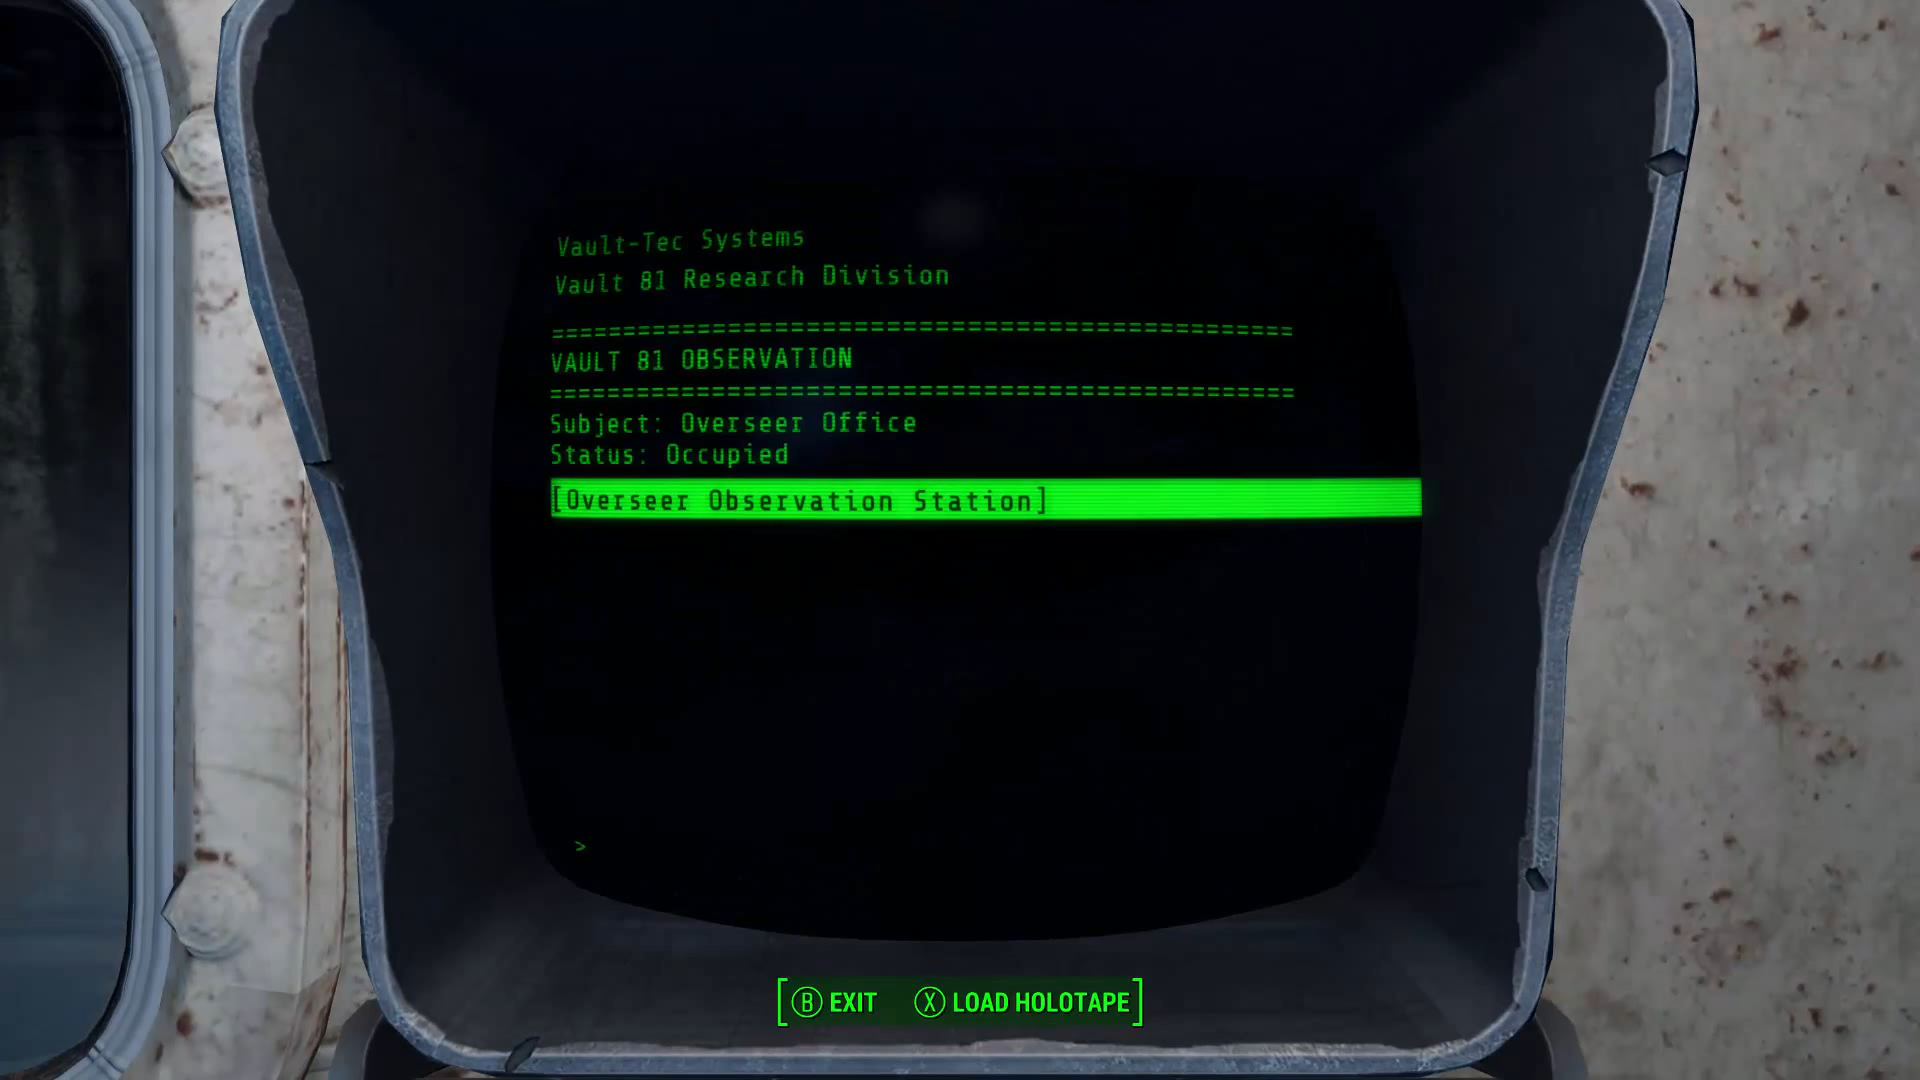 Vault-Tec Systems
Vault 81 Research Division
====================================================
VAULT 81 OBSERVATION
====================================================
Subject: Overseer Office
Status: Occupied
[Overseer Observation Station]
>
[Ⓑ EXIT Ⓧ LOAD HOLOTAPE]